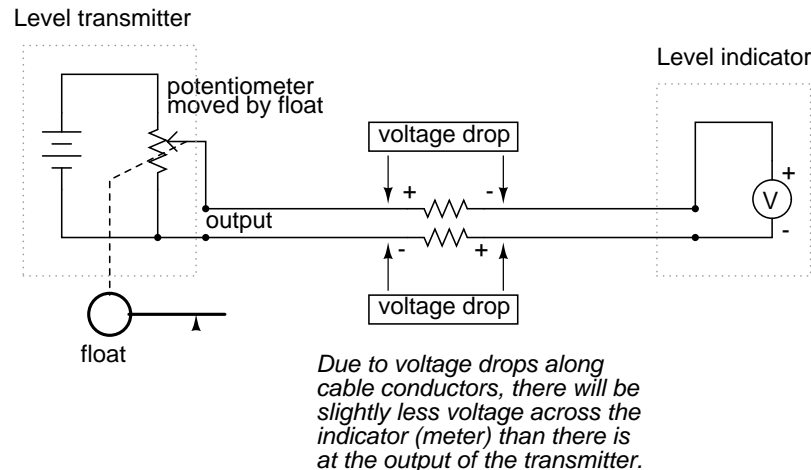 Level transmitter
Level indicator
potentiometer
moved by float
voltage drop
+
-
+
V
-
output
-
+
voltage drop
float
Due to voltage drops along
cable conductors, there will be
slightly less voltage across the
indicator (meter) than there is
at the output of the transmitter.